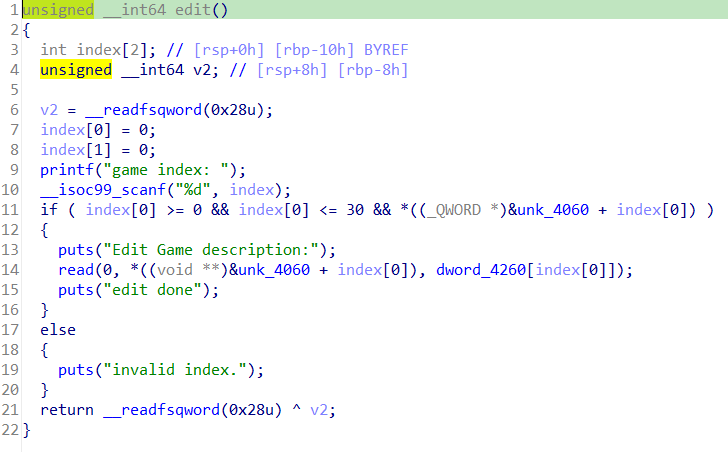 1 unsigned __int64 edit()
2 {
3 int index[2]; // [rsp+0h] [rbp-10h] BYREF
4 unsigned __int64 v2; // [rsp+8h] [rbp-8h]
5
6 v2 = __readfsqword(0x28u);
7 index[0] = 0;
8 index[1] = 0;
9 printf("game index: ");
10 __isoc99_scanf("%d", index);
11 if ( index[0] >= 0 && index[0] <= 30 && *((_QWORD *)&unk_4060 + index[0]) )
12 {
13 puts("Edit Game description:");
14 read(0, *((void **)&unk_4060 + index[0]), dword_4260[index[0]]);
15 puts("edit done");
16 }
17 else
18 {
19 puts("invalid index.");
20 }
21 return __readfsqword(0x28u) ^ v2;
22 }